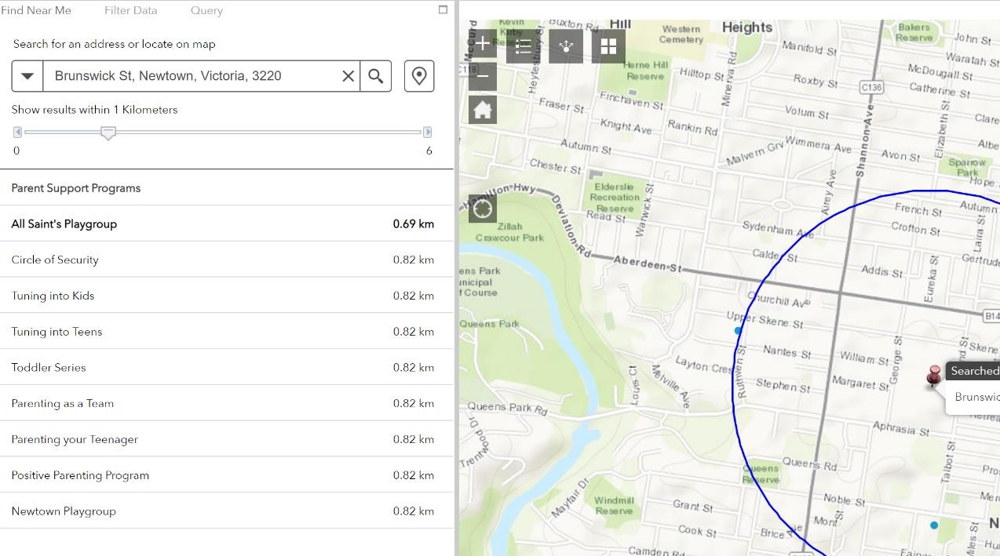 Find Near Me
Filter Data
Query
Search for an address or locate on map
Brunswick St, Newtown, Victoria, 3220
Show results within 1 Kilometers
0
6
Parent Support Programs
All Saint's Playgroup 0.69 km
Circle of Security 0.82 km
Tuning into Kids 0.82 km
Tuning into Teens 0.82 km
Toddler Series 0.82 km
Parenting as a Team 0.82 km
Parenting your Teenager 0.82 km
Positive Parenting Program 0.82 km
Newtown Playgroup 0.82 km
Kevin
Kirby
Buxton Rd
Hill
Western
Cemetery
Heights
Bakers
Reserve
John St
Manifold St
Waratah St
McCurd
Heytesbury St
C118
Herne Hill
Reserve
Hilltop St
Minerva Rd
Roxby St
C136
McDougall St
Catherine St
Finchaven St
Fraser St
Volum St
Clare
Knight Ave
Rankin Rd
Shannon Ave
Elizabeth St
Autumn St
Malvern Grv
Wimmera Ave
Avon St
Albe
Chester St
Sparrow
Park
Hope
Hamilton Hwy
Elderslie
Recreation
Reserve
Read St
Warwick St
Airey Ave
French St
Autumn
Deviation Rd
Zillah
Crawcour Park
Sydenham Ave
Crofton St
Laira St
Calder St
Gertrud
Aberdeen St
Addis St
Eureka St
ens Park
unicipal
f Course
Churchill Av
B14
Queens Park
Upper Skene St
Skene
Nantes St
William St
George St
nd St
Layton Cres
Ruthven St
Louis Ct
Melville Ave
Stephen St
Margaret St
Searched
Brunswic
Queens Park Rd
Aphrasia St
Retrea
Trentwo
od Dr
Queens
Reserve
Queens Rd
Talbot St
Pro
Mayfair Dr
Windmill
Reserve
Grant St
Noble St
Mer
Mont St
N
Cook St
Brice Ave
Miles St
Hu
Camden Rd
Fairvi